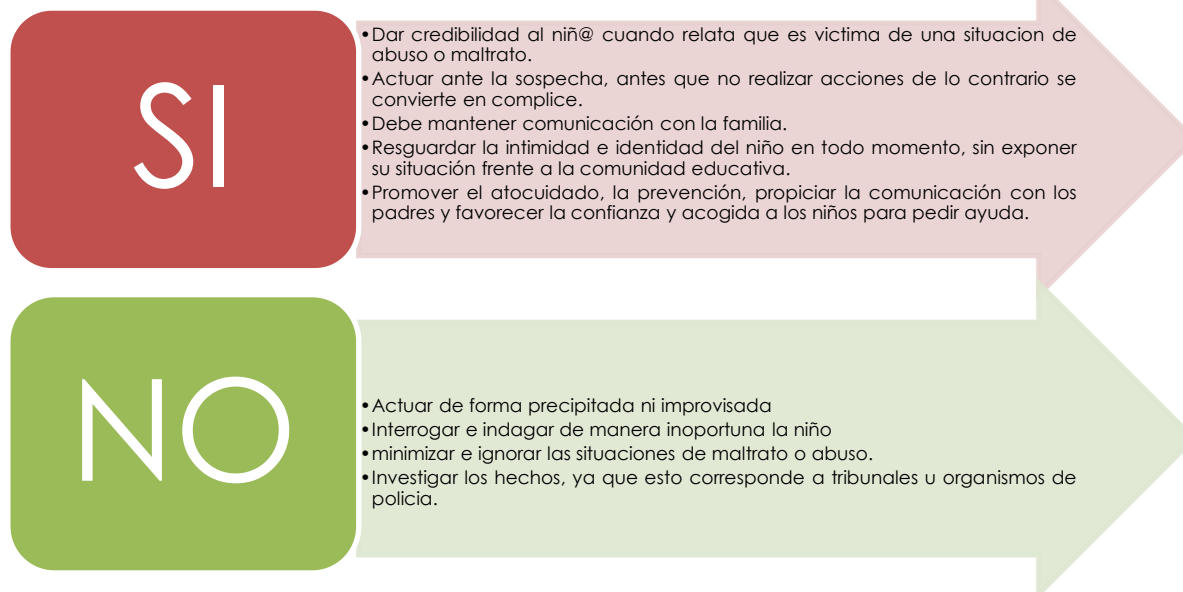 SI
•Dar credibilidad al niñ@ cuando relata que es victima de una situacion de
abuso o maltrato.
•Actuar ante la sospecha, antes que no realizar acciones de lo contrario se
convierte en complice.
•Debe mantener comunicación con la familia.
•Resguardar la intimidad e identidad del niño en todo momento, sin exponer
su situación frente a la comunidad educativa.
•Promover el atocuidado, la prevención, propiciar la comunicación con los
padres y favorecer la confianza y acogida a los niños para pedir ayuda.
NO
•Actuar de forma precipitada ni improvisada
•Interrogar e indagar de manera inoportuna la niño
•minimizar e ignorar las situaciones de maltrato o abuso.
•Investigar los hechos, ya que esto corresponde a tribunales u organismos de
policia.